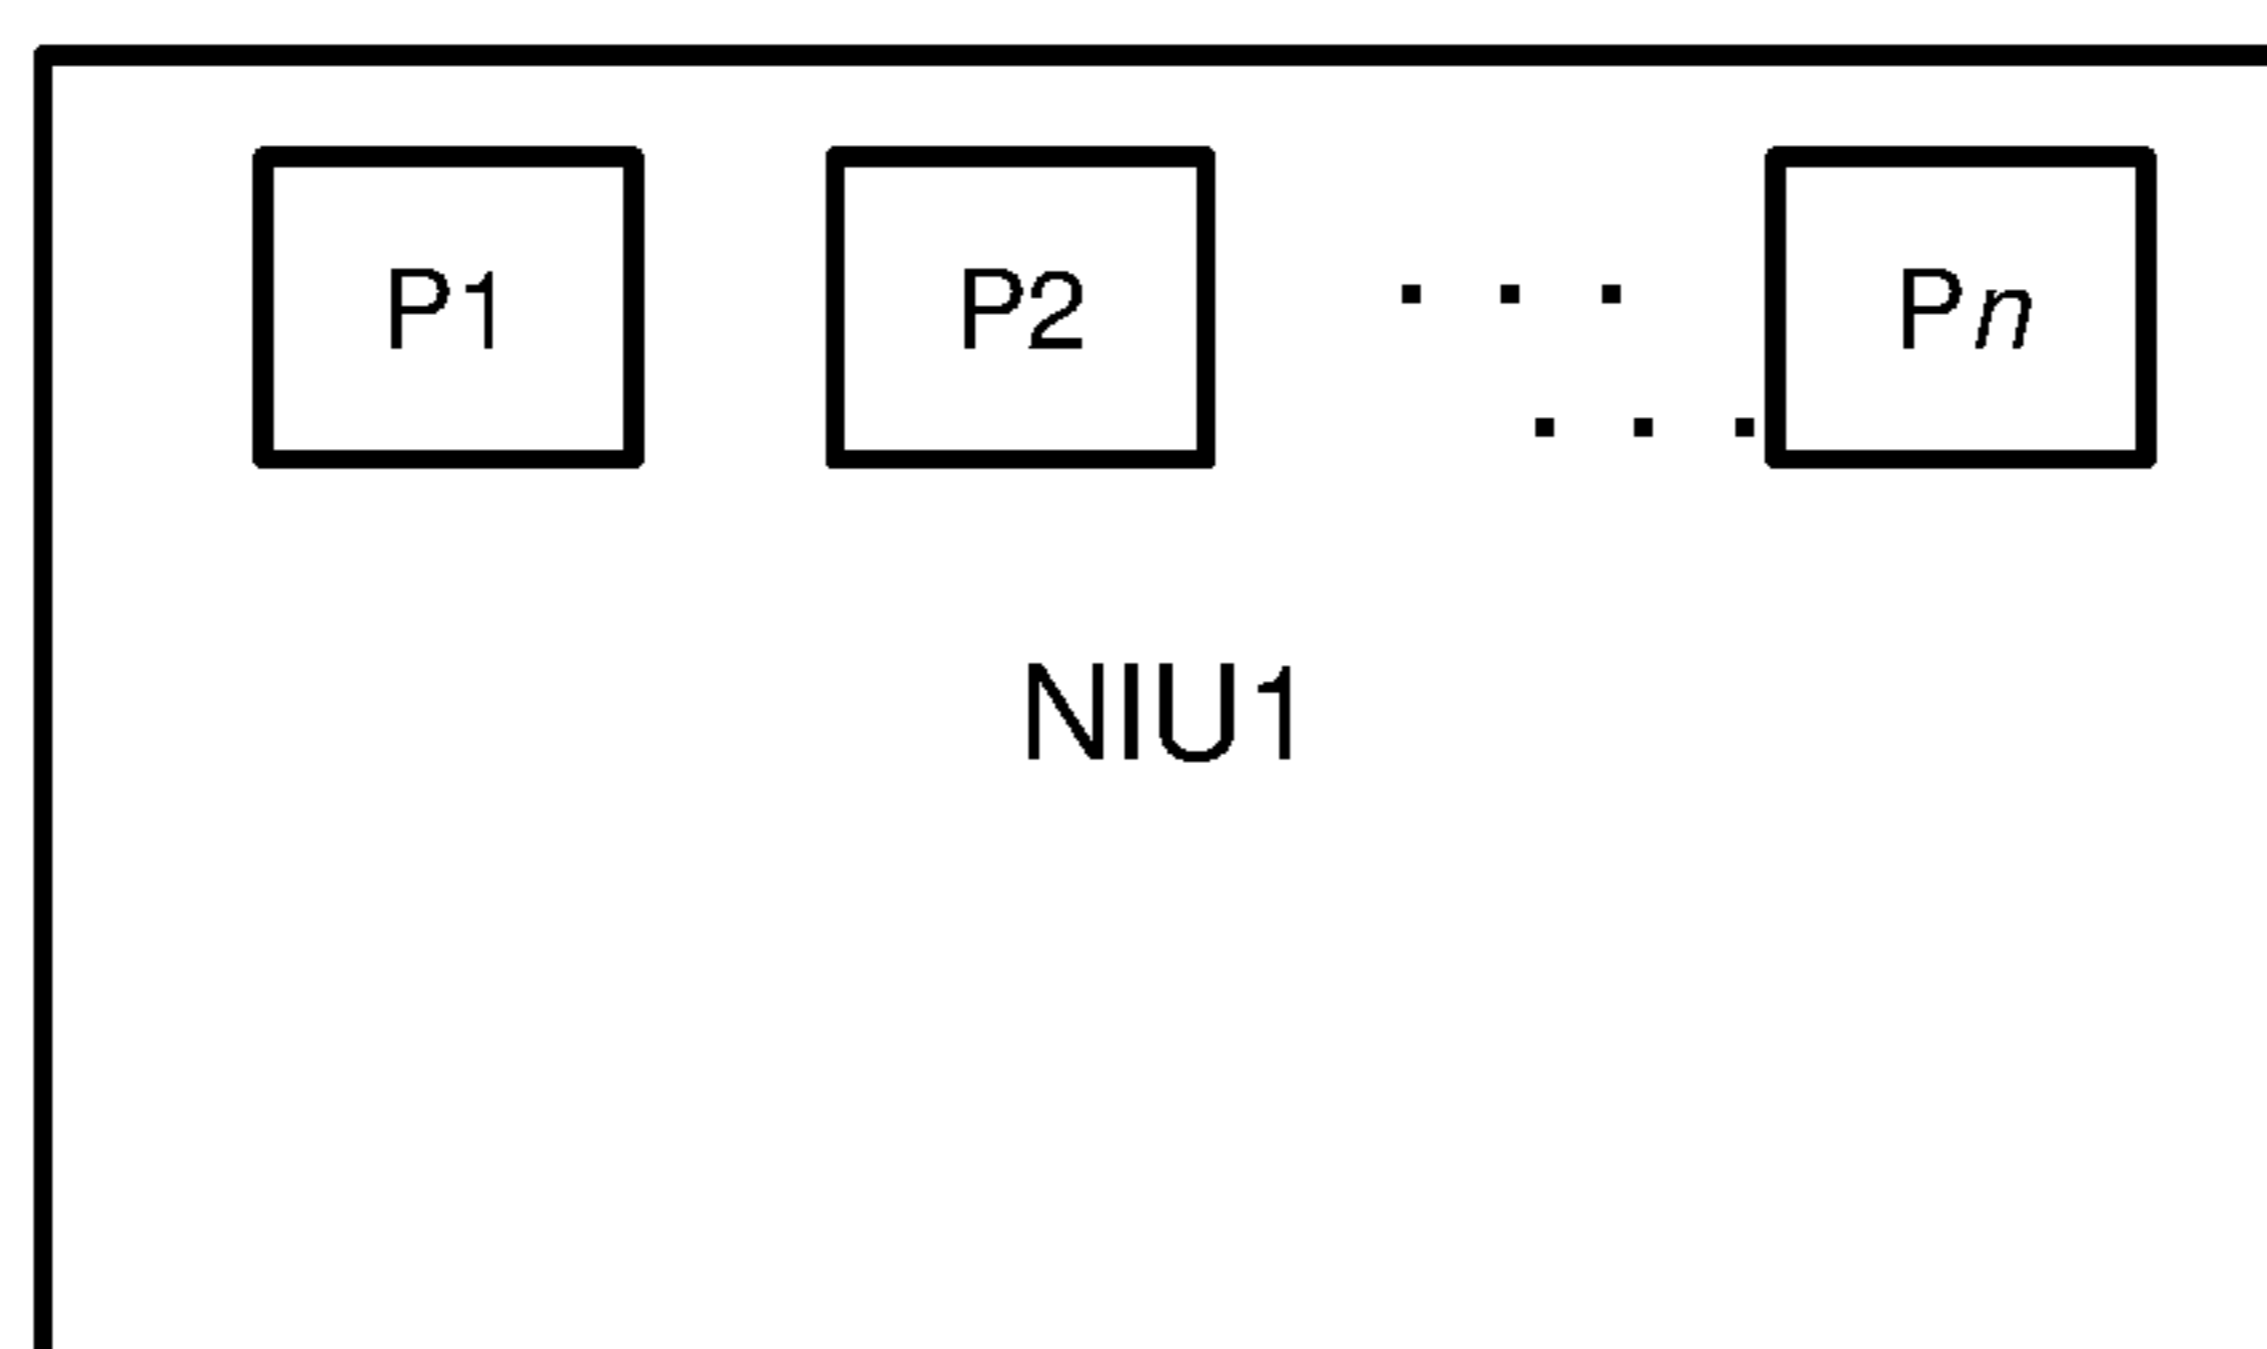 P1 P2 . . . Pn
. . .
NIU1